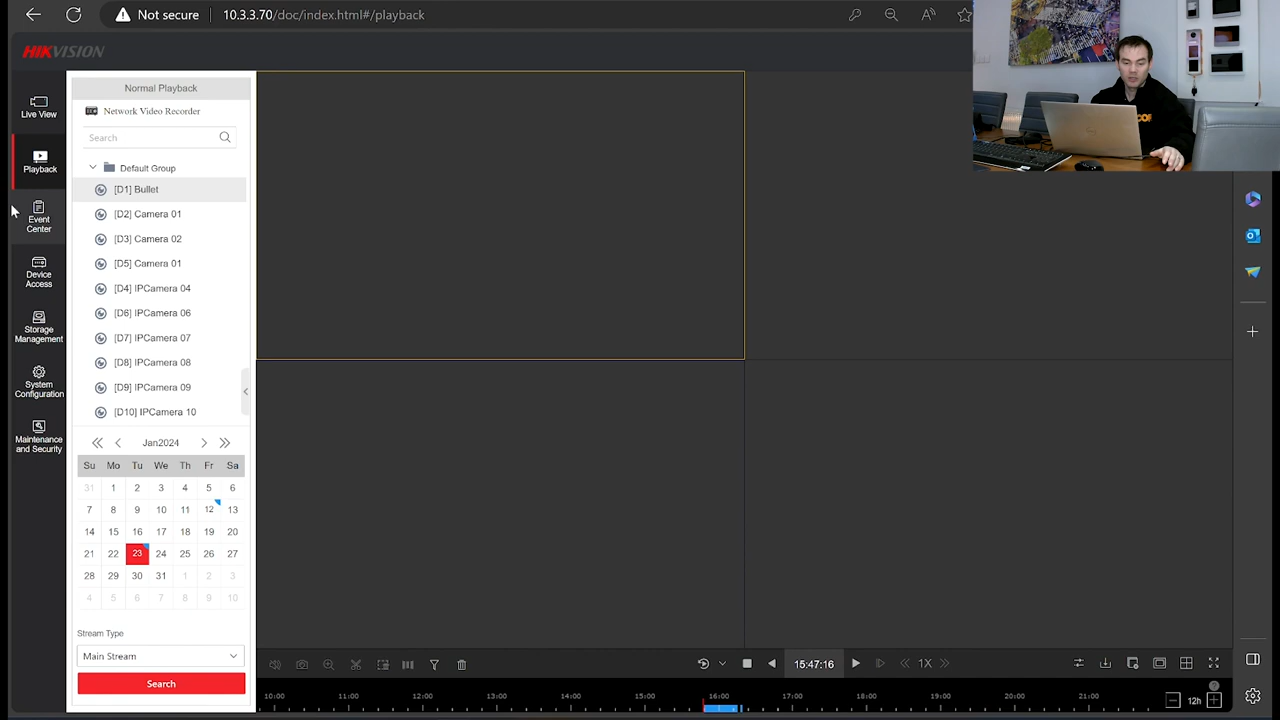 Not secure
10.3.3.70/doc/index.html#/playback
HIKVISION
Live View
Playback
Event
Center
Device
Access
Storage
Management
System
Configuration
Maintenance
and Security
Normal Playback
Network Video Recorder
Search
Default Group
[D1] Bullet
[D2] Camera 01
[D3] Camera 02
[D5] Camera 01
[D4] IPCamera 04
[D6] IPCamera 06
[D7] IPCamera 07
[D8] IPCamera 08
[D9] IPCamera 09
[D10] IPCamera 10
Jan2024
Su Mo Tu We Th Fr Sa
31 1 2 3 4 5 6
7 8 9 10 11 12 13
14 15 16 17 18 19 20
21 22 23 24 25 26 27
28 29 30 31 1 2 3
4 5 6 7 8 9 10
Stream Type
Main Stream
Search
15:47:16
1X
10:00 11:00 12:00 13:00 14:00 15:00 16:00 17:00 18:00 19:00 20:00 21:00
12h